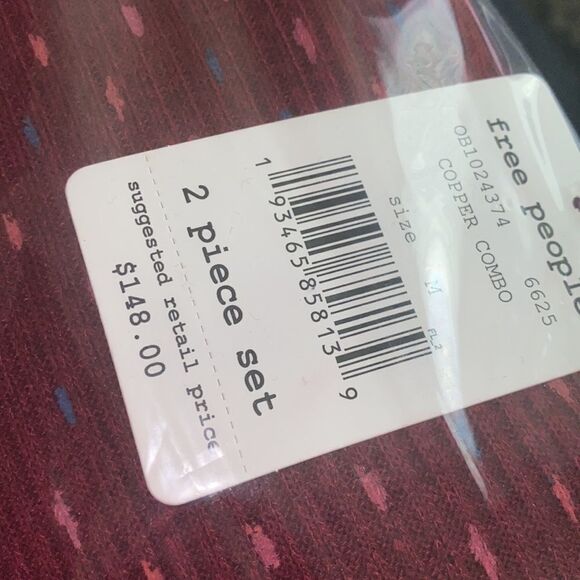 free people
OB1024374 6625
COPPER COMBO
size M FL2
1 93465 85813 9
2 piece set
suggested retail price
$148.00